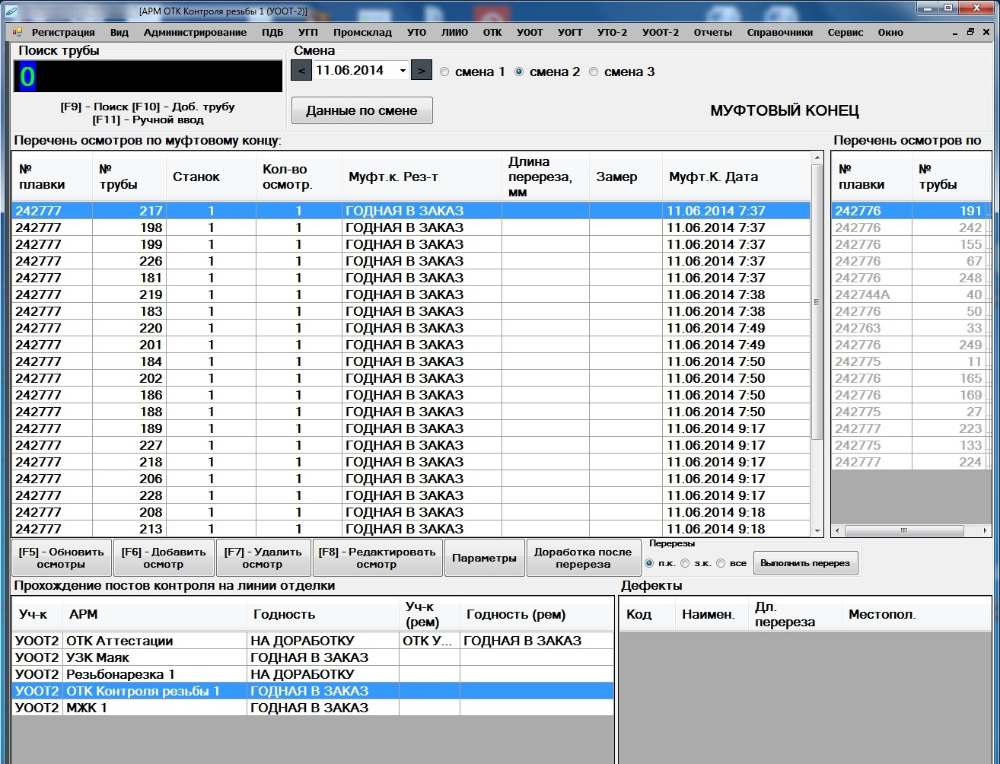 [АРМ ОТК Контроля резьбы 1 (УООТ-2)]
Регистрация Вид Администрирование ПДБ УГП Промсклад УТО ЛИИО ОТК УООТ УОГТ УТО-2 УООТ-2 Отчеты Справочники Сервис Окно
Поиск трубы
0
[F9] - Поиск [F10] - Доб. трубу
[F11] - Ручной ввод
Смена
< 11.06.2014 > смена 1 смена 2 смена 3
Данные по смене
МУФТОВЫЙ КОНЕЦ
Перечень осмотров по муфтовому концу:
№ плавки № трубы Станок Кол-во осмотр. Муфт.к. Рез-т Длина перереза, мм Замер Муфт.К. Дата
242777 217 1 1 ГОДНАЯ В ЗАКАЗ 11.06.2014 7:37
242777 198 1 1 ГОДНАЯ В ЗАКАЗ 11.06.2014 7:37
242777 199 1 1 ГОДНАЯ В ЗАКАЗ 11.06.2014 7:37
242777 226 1 1 ГОДНАЯ В ЗАКАЗ 11.06.2014 7:37
242777 181 1 1 ГОДНАЯ В ЗАКАЗ 11.06.2014 7:37
242777 219 1 1 ГОДНАЯ В ЗАКАЗ 11.06.2014 7:38
242777 183 1 1 ГОДНАЯ В ЗАКАЗ 11.06.2014 7:38
242777 220 1 1 ГОДНАЯ В ЗАКАЗ 11.06.2014 7:49
242777 201 1 1 ГОДНАЯ В ЗАКАЗ 11.06.2014 7:49
242777 184 1 1 ГОДНАЯ В ЗАКАЗ 11.06.2014 7:50
242777 202 1 1 ГОДНАЯ В ЗАКАЗ 11.06.2014 7:50
242777 186 1 1 ГОДНАЯ В ЗАКАЗ 11.06.2014 7:50
242777 188 1 1 ГОДНАЯ В ЗАКАЗ 11.06.2014 7:50
242777 189 1 1 ГОДНАЯ В ЗАКАЗ 11.06.2014 9:17
242777 227 1 1 ГОДНАЯ В ЗАКАЗ 11.06.2014 9:17
242777 218 1 1 ГОДНАЯ В ЗАКАЗ 11.06.2014 9:17
242777 206 1 1 ГОДНАЯ В ЗАКАЗ 11.06.2014 9:17
242777 228 1 1 ГОДНАЯ В ЗАКАЗ 11.06.2014 9:17
242777 208 1 1 ГОДНАЯ В ЗАКАЗ 11.06.2014 9:18
242777 213 1 1 ГОДНАЯ В ЗАКАЗ 11.06.2014 9:18
Перечень осмотров по
№ плавки № трубы
242776 191
242776 242
242776 155
242776 67
242776 248
242744А 40
242776 50
242763 33
242776 249
242775 11
242776 165
242776 169
242775 27
242777 223
242775 133
242777 224
[F5] - Обновить осмотры [F6] - Добавить осмотр [F7] - Удалить осмотр [F8] - Редактировать осмотр Параметры Доработка после перереза
Перерезы
п.к. з.к. все Выполнить перерез
Прохождение постов контроля на линии отделки
Уч-к АРМ Годность Уч-к (рем) Годность (рем)
УООТ2 ОТК Аттестации НА ДОРАБОТКУ ОТК У... ГОДНАЯ В ЗАКАЗ
УООТ2 УЗК Маяк ГОДНАЯ В ЗАКАЗ
УООТ2 Резьбонарезка 1 НА ДОРАБОТКУ
УООТ2 ОТК Контроля резьбы 1 ГОДНАЯ В ЗАКАЗ
УООТ2 МЖК 1 ГОДНАЯ В ЗАКАЗ
Дефекты
Код Наимен. Дл. перереза Местопол.